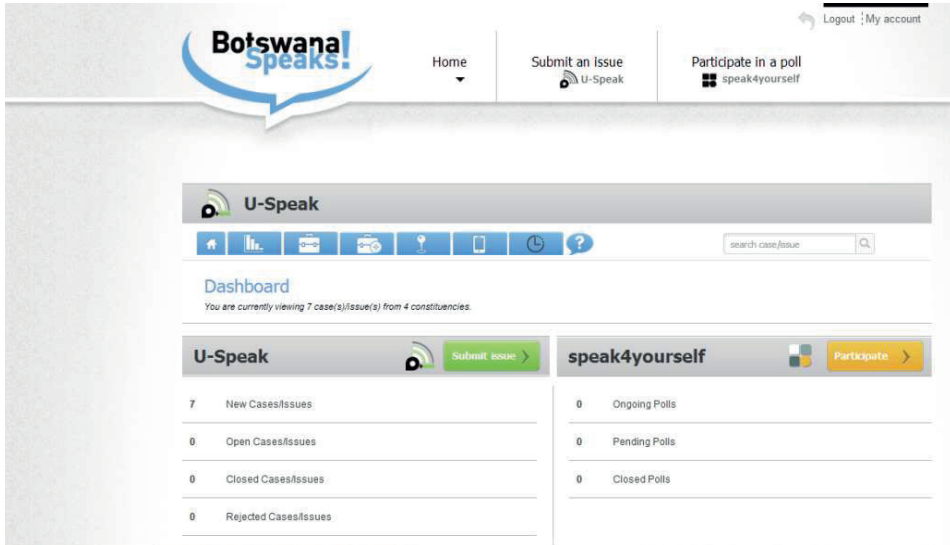 Logout My account
Botswana!
Speaks!
Home
Submit an issue
U-Speak
Participate in a poll
speak4yourself
U-Speak
search case/issue
Dashboard
You are currently viewing 7 case(s)/issue(s) from 4 constituencies.
U-Speak
Submit issue
speak4yourself
Participate
7 New Cases/Issues
0 Open Cases/Issues
0 Closed Cases/Issues
0 Rejected Cases/Issues
0 Ongoing Polls
0 Pending Polls
0 Closed Polls